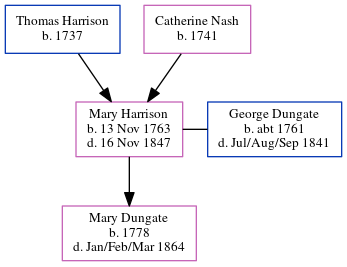 Thomas Harrison
b. 1737
Catherine Nash
b. 1741
Mary Harrison
b. 13 Nov 1763
d. 16 Nov 1847
George Dungate
b. abt 1761
d. Jul/Aug/Sep 1841
Mary Dungate
b. 1778
d. Jan/Feb/Mar 1864